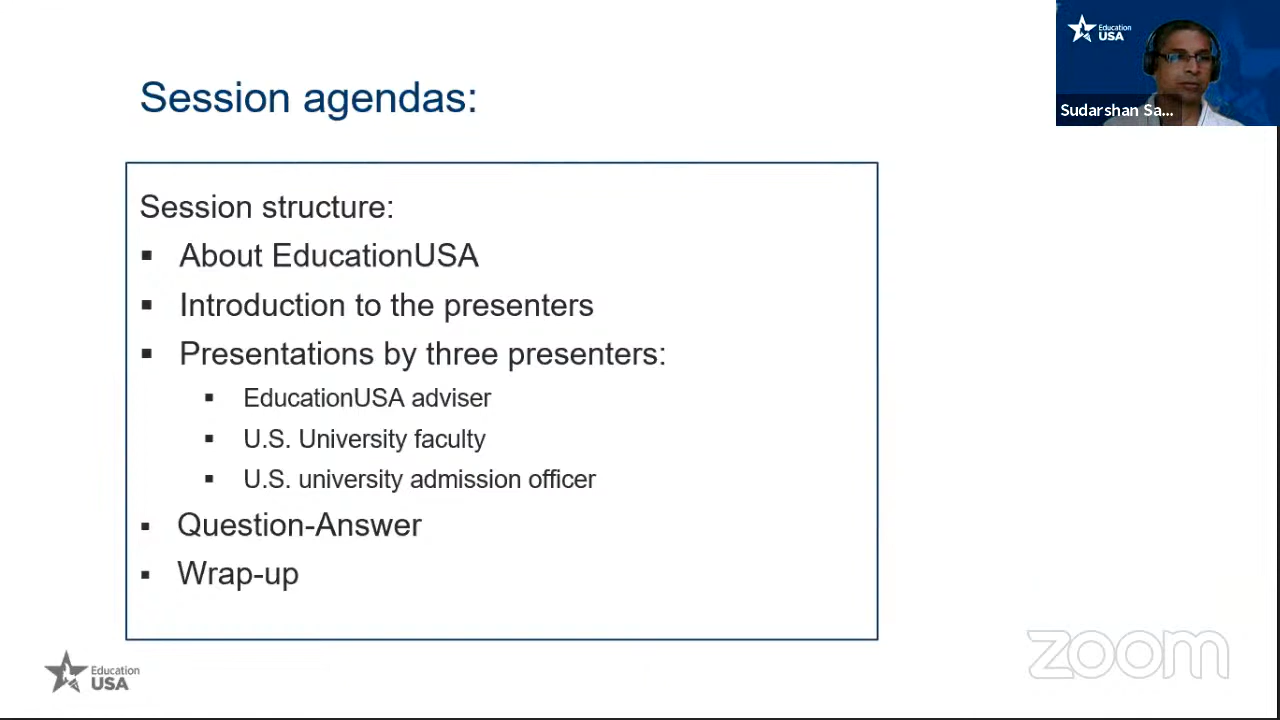 Session agendas:
Education
USA
Sudarshan Sa...
Session structure:
▪ About EducationUSA
▪ Introduction to the presenters
▪ Presentations by three presenters:
▪ EducationUSA adviser
▪ U.S. University faculty
▪ U.S. university admission officer
▪ Question-Answer
▪ Wrap-up
Education
USA
zoom